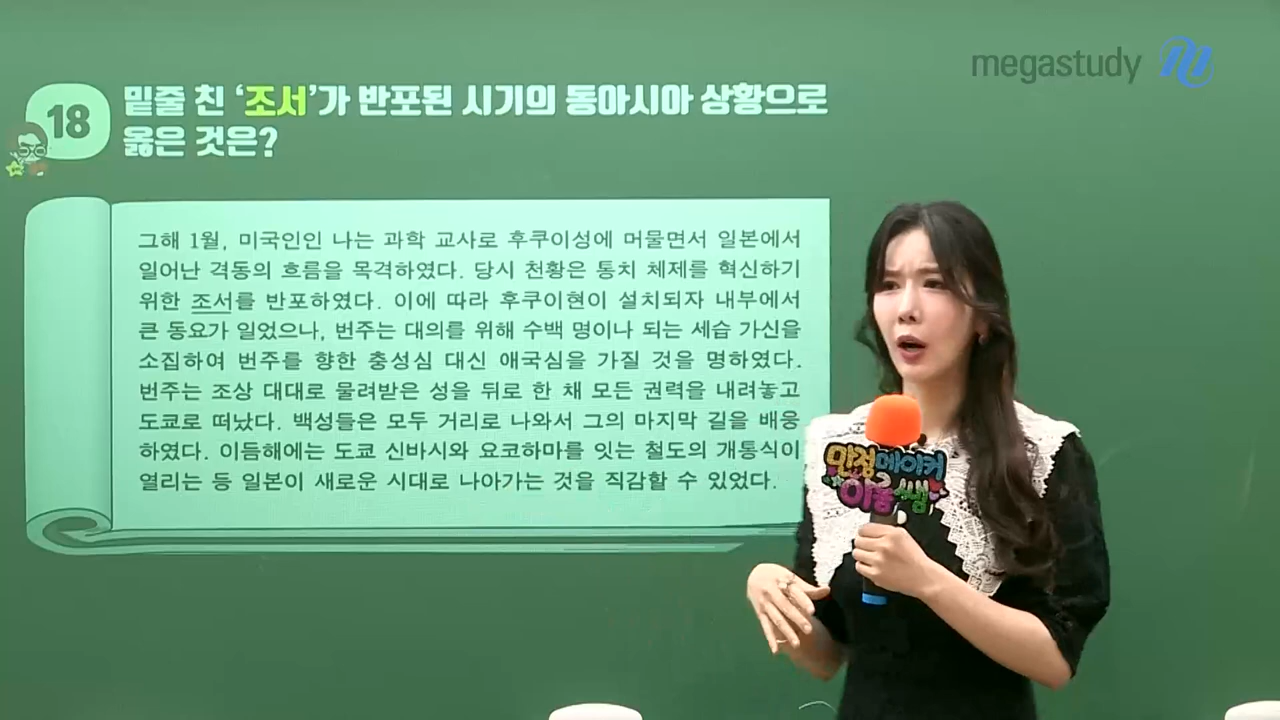 megastudy
18
밑줄 친 ‘조서’가 반포된 시기의 동아시아 상황으로
옳은 것은?
그해 1월, 미국인인 나는 과학 교사로 후쿠이성에 머물면서 일본에서
일어난 격동의 흐름을 목격하였다. 당시 천황은 통치 체제를 혁신하기
위한 조서를 반포하였다. 이에 따라 후쿠이현이 설치되자 내부에서
큰 동요가 일었으나, 번주는 대의를 위해 수백 명이나 되는 세습 가신을
소집하여 번주를 향한 충성심 대신 애국심을 가질 것을 명하였다.
번주는 조상 대대로 물려받은 성을 뒤로 한 채 모든 권력을 내려놓고
도쿄로 떠났다. 백성들은 모두 거리로 나와서 그의 마지막 길을 배웅
하였다. 이듬해에는 도쿄 신바시와 요코하마를 잇는 철도의 개통식이
열리는 등 일본이 새로운 시대로 나아가는 것을 직감할 수 있었다.
만점메이커